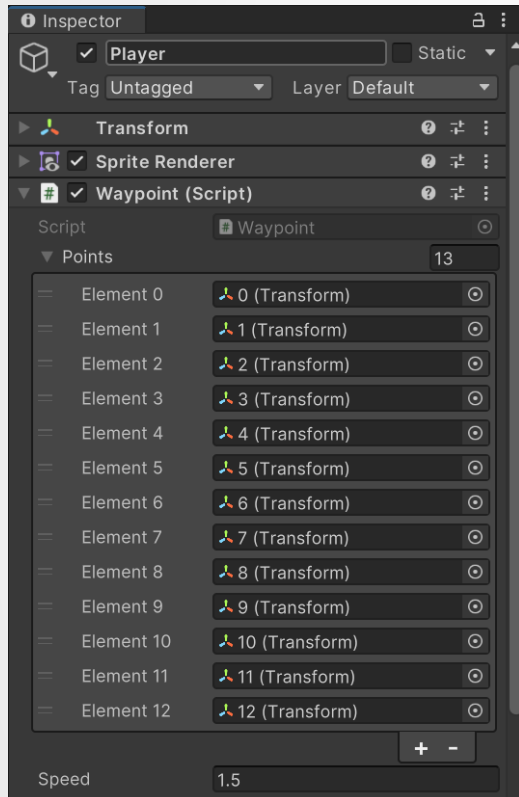 Inspector
Player Static
Tag Untagged Layer Default
Transform
Sprite Renderer
# Waypoint (Script)
Script # Waypoint
Points 13
Element 0 0 (Transform)
Element 1 1 (Transform)
Element 2 2 (Transform)
Element 3 3 (Transform)
Element 4 4 (Transform)
Element 5 5 (Transform)
Element 6 6 (Transform)
Element 7 7 (Transform)
Element 8 8 (Transform)
Element 9 9 (Transform)
Element 10 10 (Transform)
Element 11 11 (Transform)
Element 12 12 (Transform)
+ -
Speed 1.5